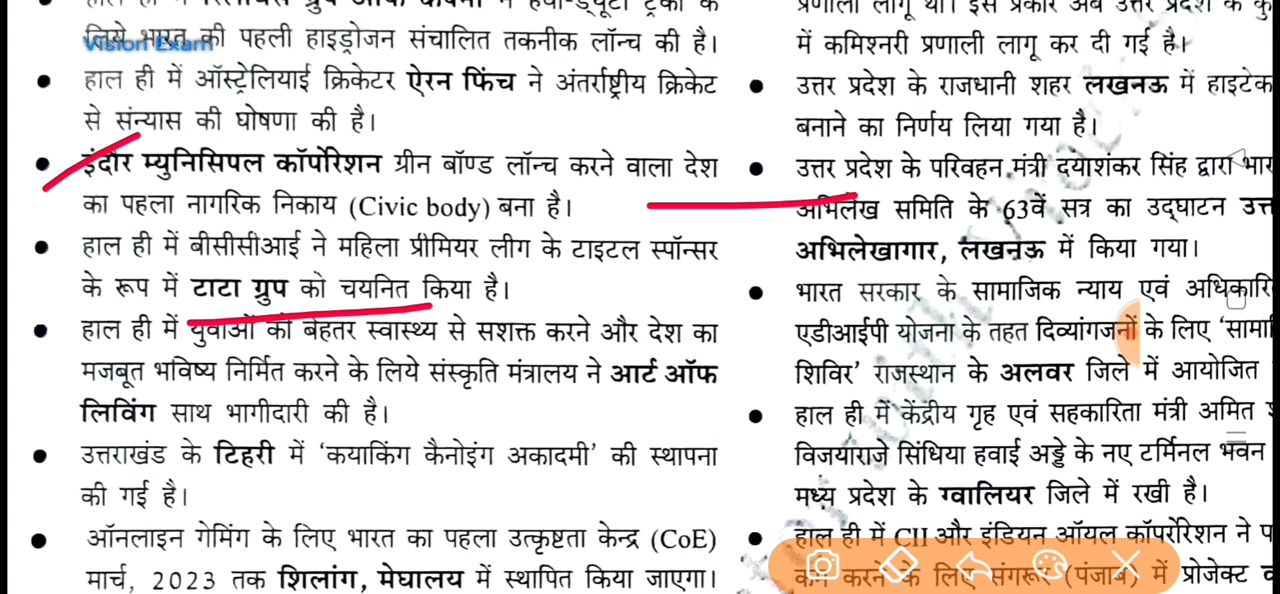 हाल ही में रिलायंस ग्रुप ऑफ कंपनी ने हैवी-ड्यूटी ट्रकों के
लिये भारत की पहली हाइड्रोजन संचालित तकनीक लॉन्च की है।
Vision Exam
● हाल ही में ऑस्ट्रेलियाई क्रिकेटर ऐरन फिंच ने अंतर्राष्ट्रीय क्रिकेट
से संन्यास की घोषणा की है।
● इंदौर म्युनिसिपल कॉर्पोरेशन ग्रीन बॉण्ड लॉन्च करने वाला देश
का पहला नागरिक निकाय (Civic body) बना है।
● हाल ही में बीसीसीआई ने महिला प्रीमियर लीग के टाइटल स्पॉन्सर
के रूप में टाटा ग्रुप को चयनित किया है।
● हाल ही में युवाओं को बेहतर स्वास्थ्य से सशक्त करने और देश का
मजबूत भविष्य निर्मित करने के लिये संस्कृति मंत्रालय ने आर्ट ऑफ
लिविंग साथ भागीदारी की है।
● उत्तराखंड के टिहरी में ‘कयाकिंग कैनोइंग अकादमी’ की स्थापना
की गई है।
● ऑनलाइन गेमिंग के लिए भारत का पहला उत्कृष्टता केन्द्र (CoE)
मार्च, 2023 तक शिलांग, मेघालय में स्थापित किया जाएगा।
प्रणाली लागू थी। इस प्रकार अब उत्तर प्रदेश के
में कमिश्नरी प्रणाली लागू कर दी गई है।
● उत्तर प्रदेश के राजधानी शहर लखनऊ में हाइटेक
बनाने का निर्णय लिया गया है।
● उत्तर प्रदेश के परिवहन मंत्री दयाशंकर सिंह द्वारा
अभिलेख समिति के 63वें सत्र का उद्घाटन
अभिलेखागार, लखनऊ में किया गया।
● भारत सरकार के सामाजिक न्याय एवं
एडीआईपी योजना के तहत दिव्यांगजनों के लिए
शिविर’ राजस्थान के अलवर जिले में आयोजित
● हाल ही में केंद्रीय गृह एवं सहकारिता मंत्री अमित
विजयाराजे सिंधिया हवाई अड्डे के नए टर्मिनल भवन
मध्य प्रदेश के ग्वालियर जिले में रखी है।
● हाल ही में CII और इंडियन ऑयल कॉर्पोरेशन ने
कम करने के लिए संगरूर (पंजाब) में प्रोजेक्ट